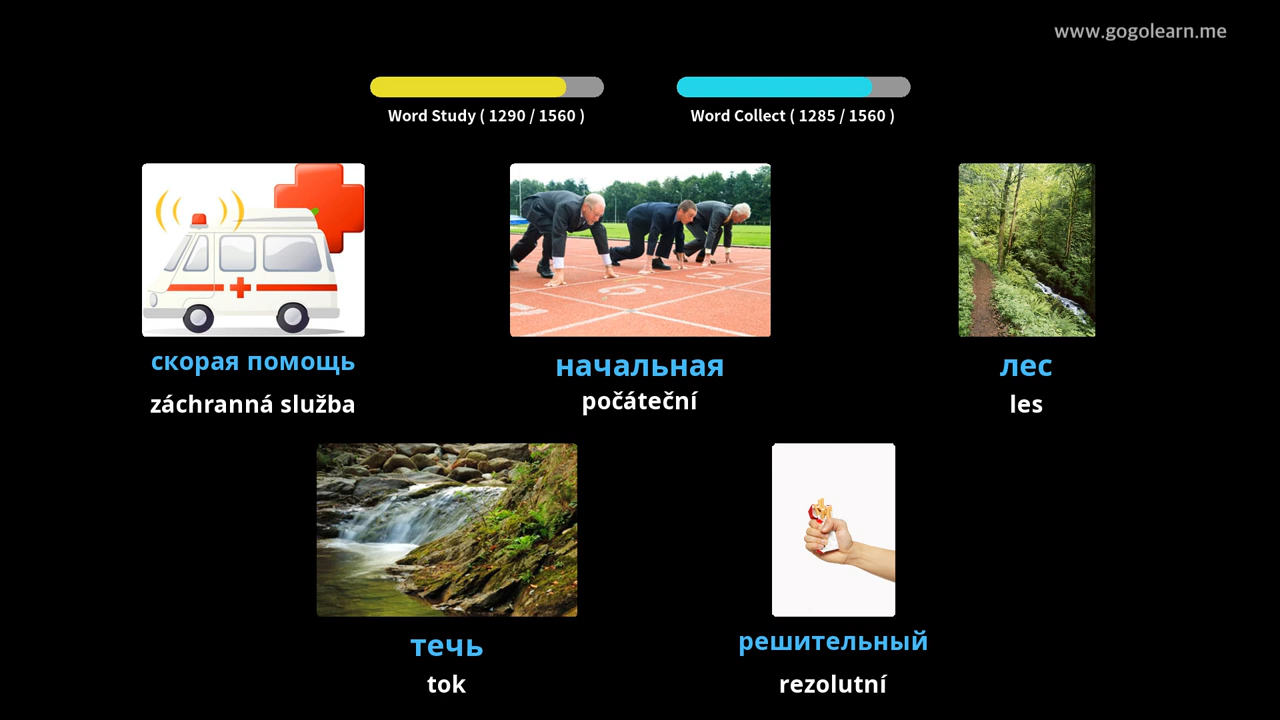 www.gogolearn.me
Word Study ( 1290 / 1560 )
Word Collect ( 1285 / 1560 )
скорая помощь
záchranná služba
начальная
počáteční
лес
les
течь
tok
решительный
rezolutní